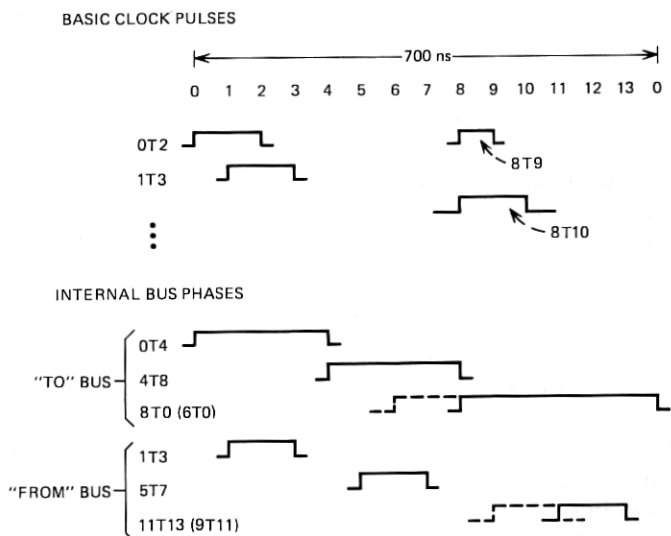 BASIC CLOCK PULSES
700 ns
0 1 2 3 4 5 6 7 8 9 10 11 12 13 0
0T2
8T9
1T3
8T10
INTERNAL BUS PHASES
0T4
"TO" BUS
4T8
8T0 (6T0)
1T3
"FROM" BUS
5T7
11T13 (9T11)